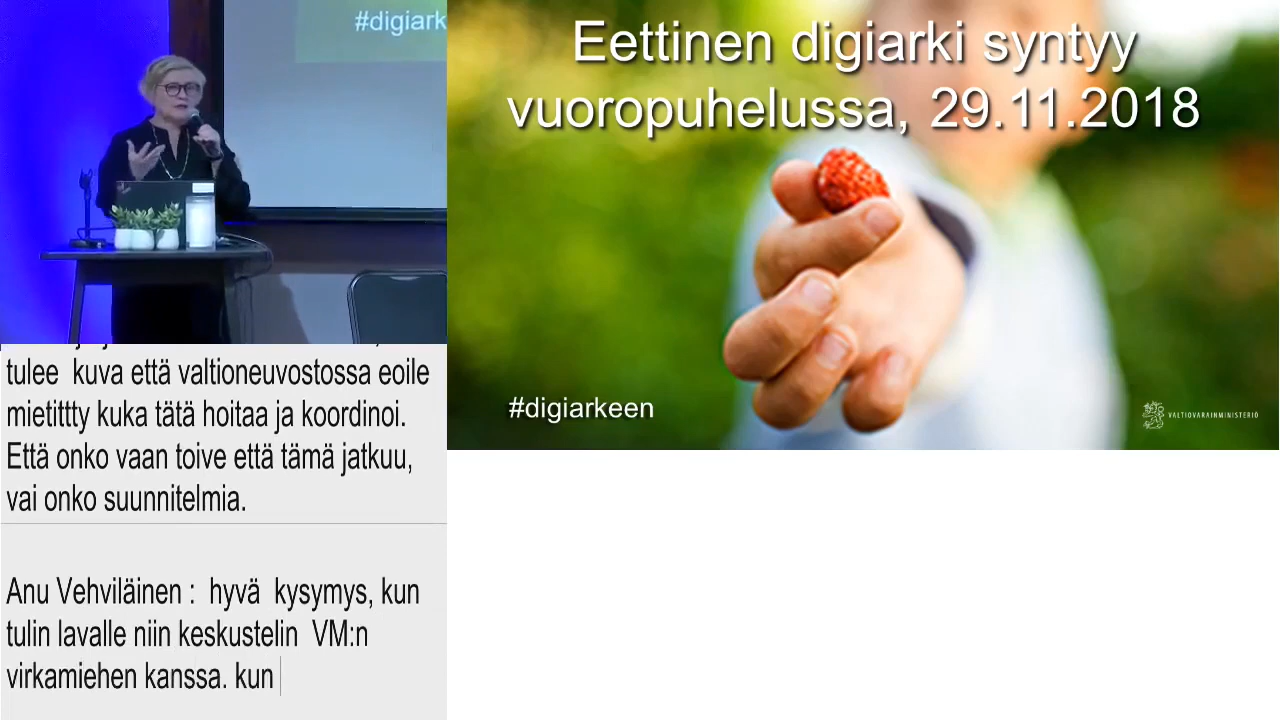 #digiark
Eettinen digiarki syntyy
vuoropuhelussa, 29.11.2018
#digiarkeen
VALTIOVARAINMINISTERIÖ
tulee  kuva että valtioneuvostossa eoile
mietittty kuka tätä hoitaa ja koordinoi.
Että onko vaan toive että tämä jatkuu,
vai onko suunnitelmia.
Anu Vehviläinen :  hyvä  kysymys, kun
tulin lavalle niin keskustelin  VM:n
virkamiehen kanssa. kun